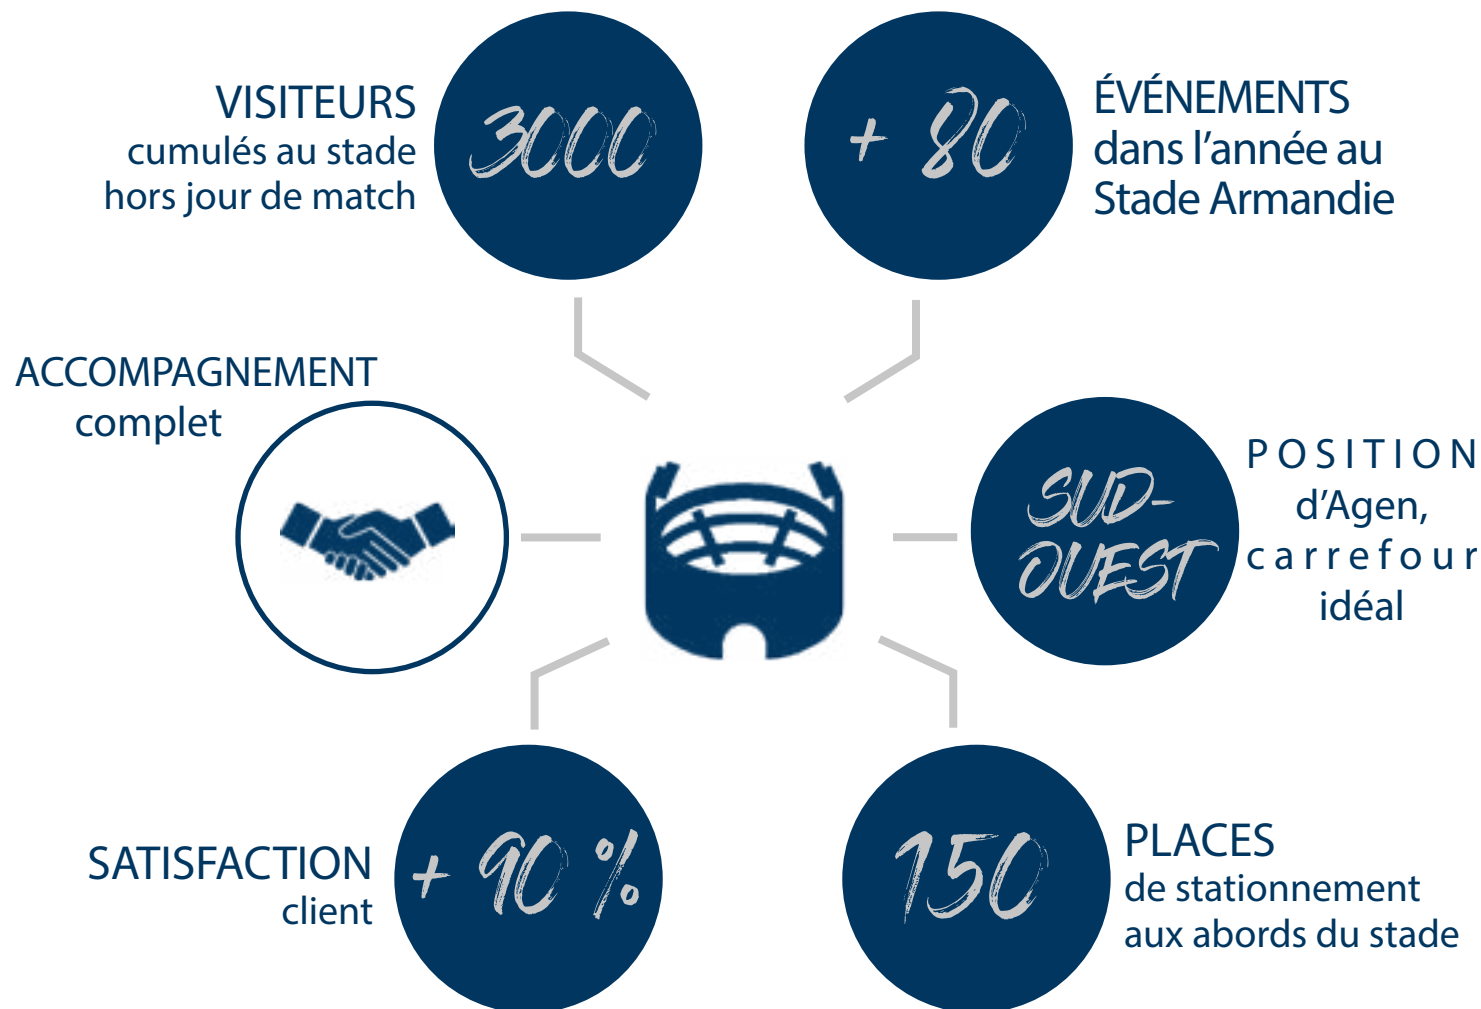 VISITEURS
cumulés au stade
hors jour de match
3000
+ 80
ÉVÉNEMENTS
dans l’année au
Stade Armandie
ACCOMPAGNEMENT
complet
SUD-
OUEST
POSITION
d’Agen,
carrefour
idéal
SATISFACTION
client
+ 90 %
150
PLACES
de stationnement
aux abords du stade